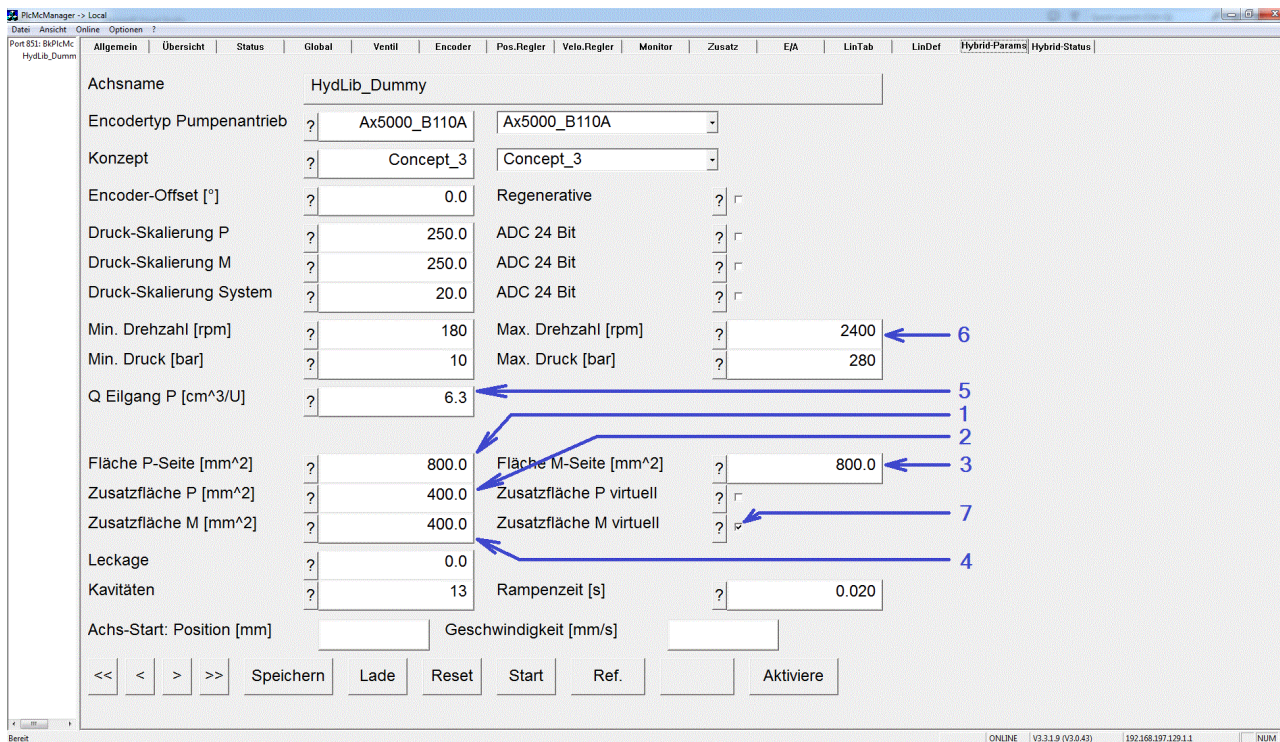 PlcMcManager -> Local
Datei Ansicht Online Optionen ?
Port 851: BkPlcMc
HydLib_Dumm
Allgemein Übersicht Status Global Ventil Encoder Pos.Regler Velo.Regler Monitor Zusatz E/A LinTab LinDef Hybrid-Params Hybrid-Status
Achsname HydLib_Dummy
Encodertyp Pumpenantrieb ? Ax5000_B110A Ax5000_B110A
Konzept ? Concept_3 Concept_3
Encoder-Offset [°] ? 0.0 Regenerative ?
Druck-Skalierung P ? 250.0 ADC 24 Bit ?
Druck-Skalierung M ? 250.0 ADC 24 Bit ?
Druck-Skalierung System ? 20.0 ADC 24 Bit ?
Min. Drehzahl [rpm] ? 180 Max. Drehzahl [rpm] ? 2400 6
Min. Druck [bar] ? 10 Max. Druck [bar] ? 280
Q Eilgang P [cm^3/U] ? 6.3 5
1
2
Fläche P-Seite [mm^2] ? 800.0 Fläche M-Seite [mm^2] ? 800.0 3
Zusatzfläche P [mm^2] ? 400.0 Zusatzfläche P virtuell ?
Zusatzfläche M [mm^2] ? 400.0 Zusatzfläche M virtuell ? 7
Leckage ? 0.0 4
Kavitäten ? 13 Rampenzeit [s] ? 0.020
Achs-Start: Position [mm] Geschwindigkeit [mm/s]
<< < > >> Speichern Lade Reset Start Ref. Aktiviere
Bereit ONLINE V3.3.1.9 (V3.0.43) 192.168.197.129.1.1 NUM